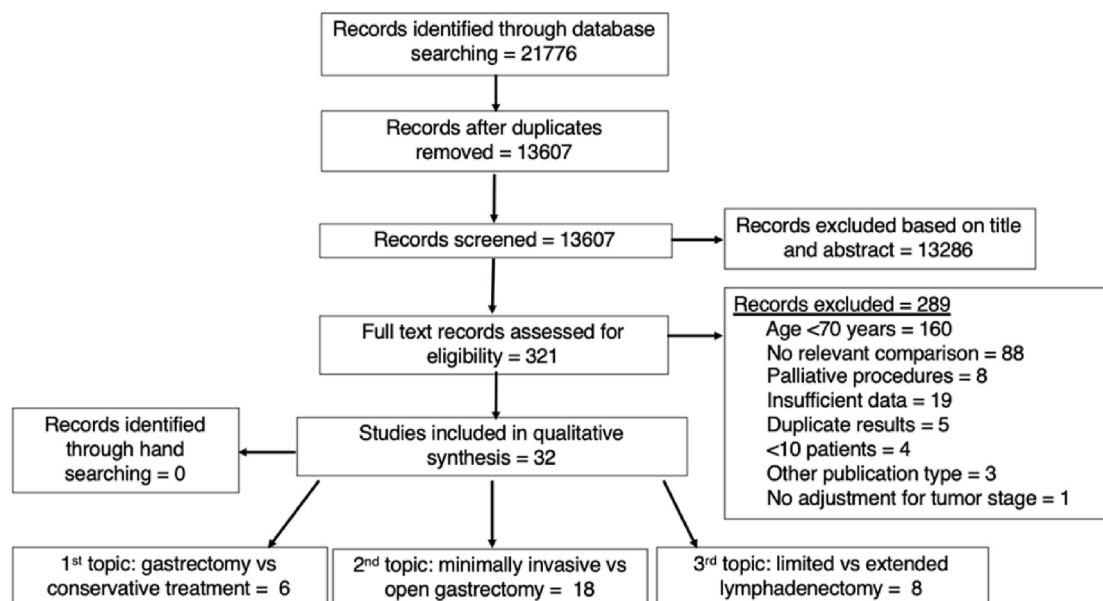 Records identified through database
searching = 21776
Records after duplicates
removed = 13607
Records screened = 13607
Records excluded based on title
and abstract = 13286
Full text records assessed for
eligibility = 321
Records excluded = 289
Age <70 years = 160
No relevant comparison = 88
Palliative procedures = 8
Insufficient data = 19
Duplicate results = 5
<10 patients = 4
Other publication type = 3
No adjustment for tumor stage = 1
Records identified
through hand
searching = 0
Studies included in qualitative
synthesis = 32
1st topic: gastrectomy vs
conservative treatment = 6
2nd topic: minimally invasive vs
open gastrectomy = 18
3rd topic: limited vs extended
lymphadenectomy = 8